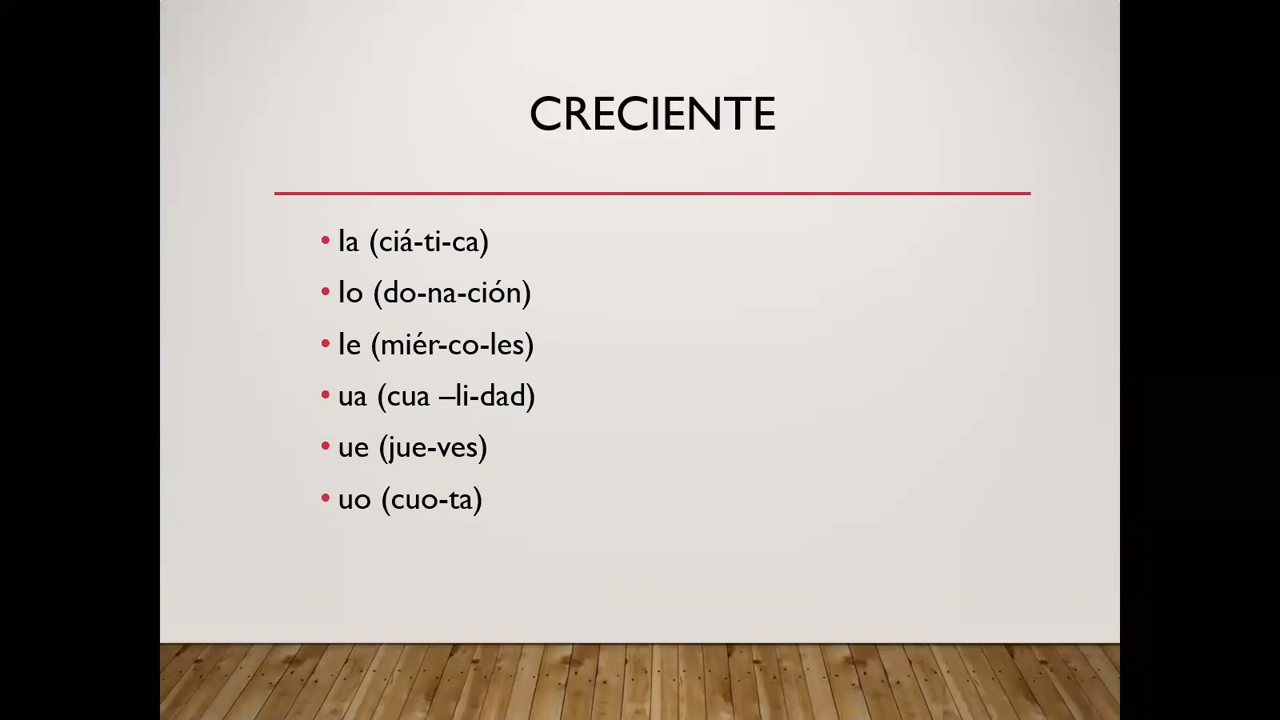 CRECIENTE
• Ia (ciá-ti-ca)
• Io (do-na-ción)
• Ie (miér-co-les)
• ua (cua –li-dad)
• ue (jue-ves)
• uo (cuo-ta)